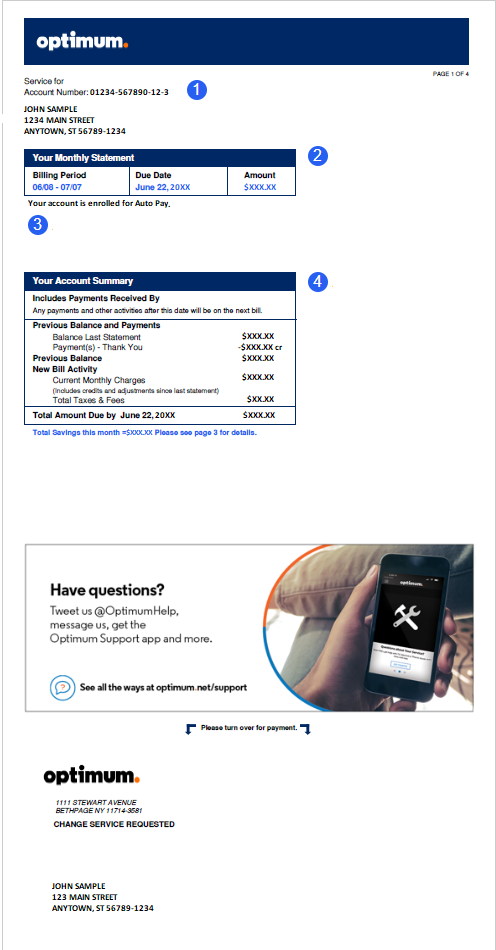 optimum.
PAGE 1 OF 4
Service for
Account Number: 01234-567890-12-3
1
JOHN SAMPLE
1234 MAIN STREET
ANYTOWN, ST 56789-1234
Your Monthly Statement
2
Billing Period Due Date Amount
06/08 - 07/07 June 22, 20XX $XXX.XX
Your account is enrolled for Auto Pay.
3
Your Account Summary
4
Includes Payments Received By
Any payments and other activities after this date will be on the next bill.
Previous Balance and Payments
Balance Last Statement $XXX.XX
Payment(s) - Thank You -$XXX.XX cr
Previous Balance $XXX.XX
New Bill Activity
Current Monthly Charges $XXX.XX
(Includes credits and adjustments since last statement)
Total Taxes & Fees $XX.XX
Total Amount Due by June 22, 20XX $XXX.XX
Total Savings this month =$XXX.XX Please see page 3 for details.
Have questions?
Tweet us @OptimumHelp,
message us, get the
Optimum Support app and more.
See all the ways at optimum.net/support
optimum.
Please turn over for payment.
optimum.
1111 STEWART AVENUE
BETHPAGE NY 11714-3581
CHANGE SERVICE REQUESTED
JOHN SAMPLE
123 MAIN STREET
ANYTOWN, ST 56789-1234